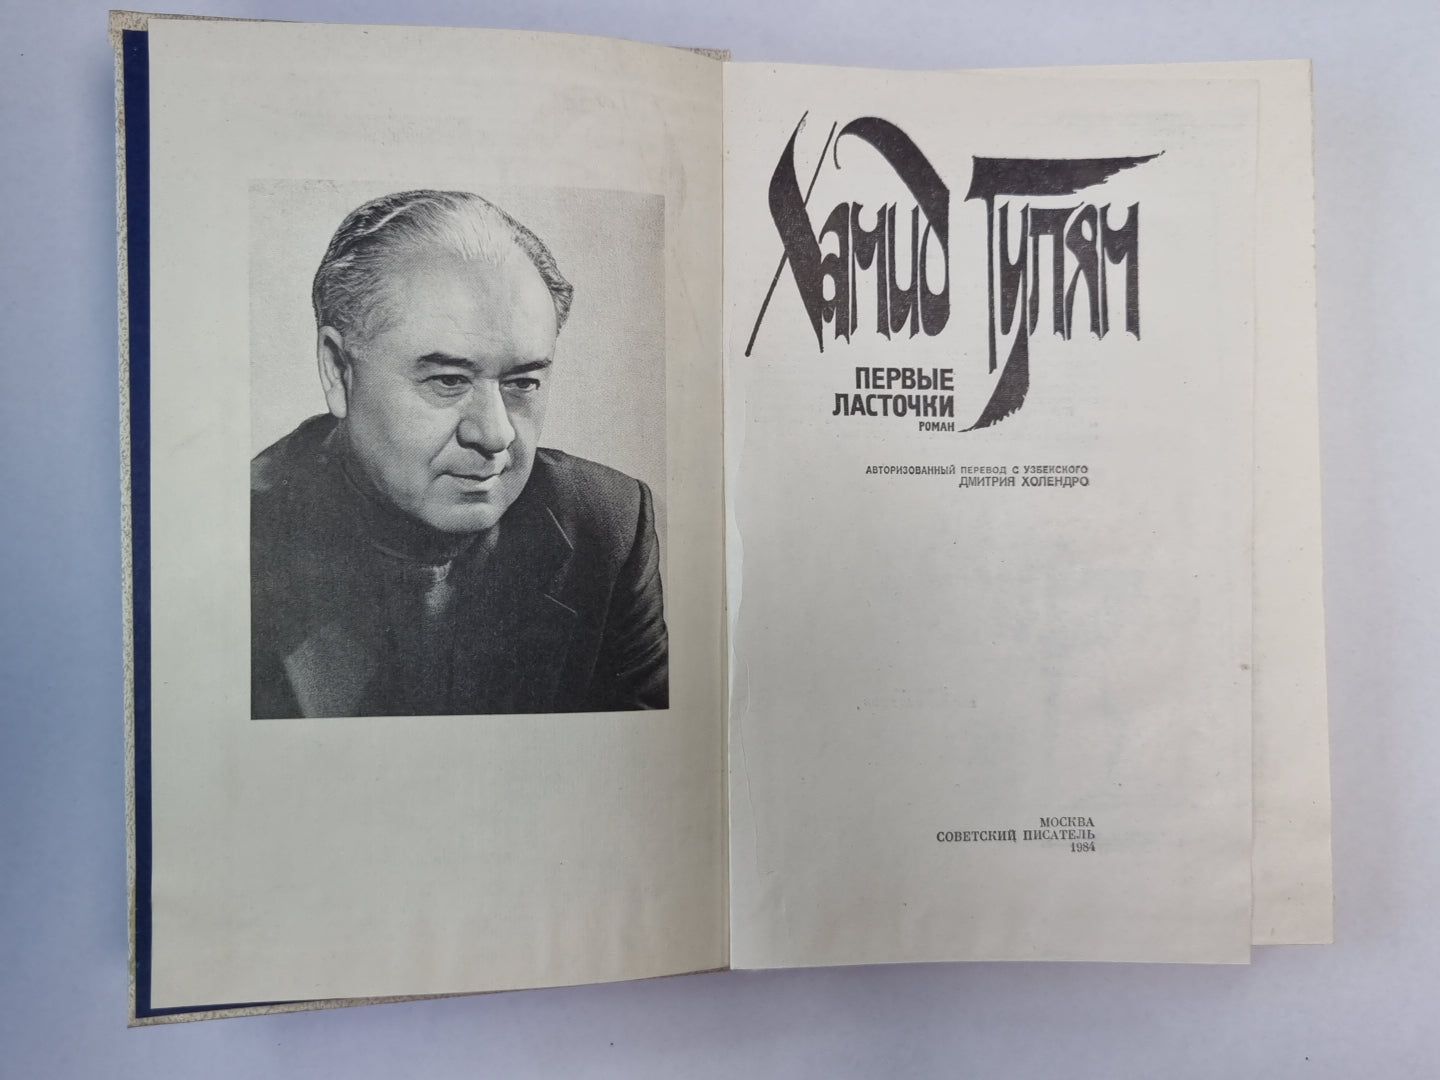 Хамид Гулям
ПЕРВЫЕ
ЛАСТОЧКИ
РОМАН
АВТОРИЗОВАННЫЙ ПЕРЕВОД С УЗБЕКСКОГО
ДМИТРИЯ ХОЛЕНДРО
МОСКВА
СОВЕТСКИЙ ПИСАТЕЛЬ
1984